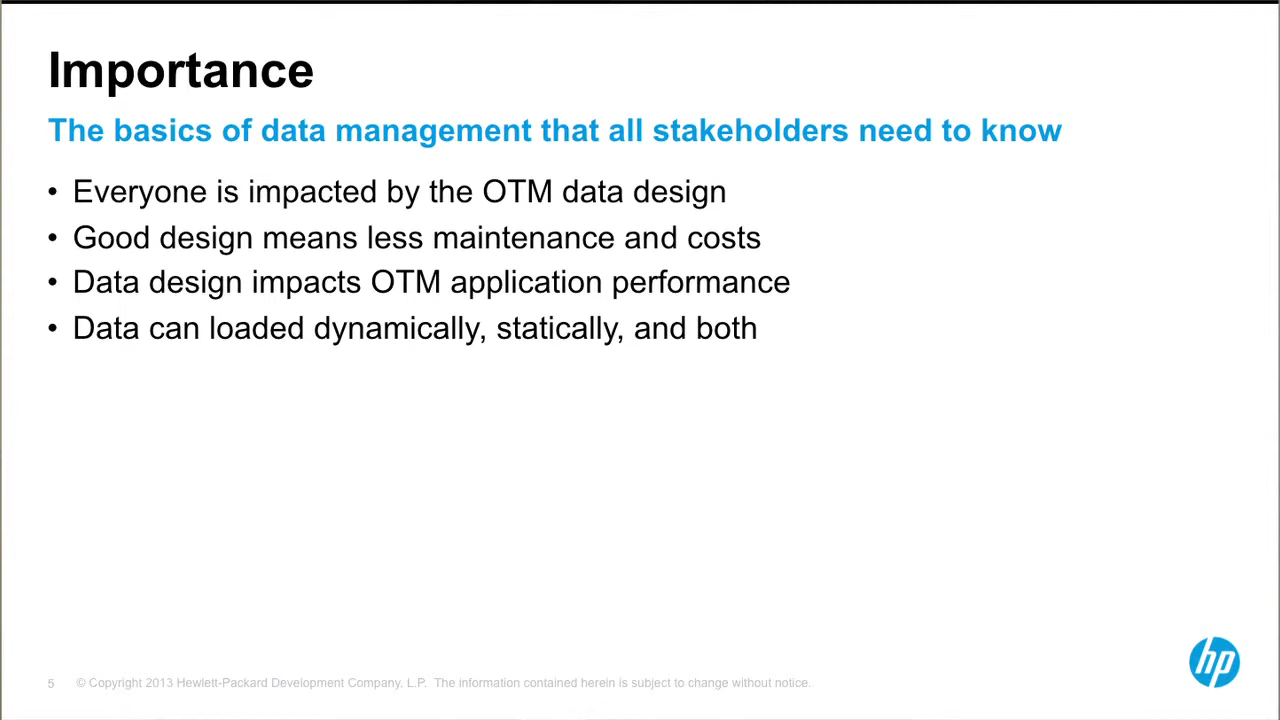 Importance
The basics of data management that all stakeholders need to know
• Everyone is impacted by the OTM data design
• Good design means less maintenance and costs
• Data design impacts OTM application performance
• Data can loaded dynamically, statically, and both
hp
5 © Copyright 2013 Hewlett-Packard Development Company, L.P. The information contained herein is subject to change without notice.